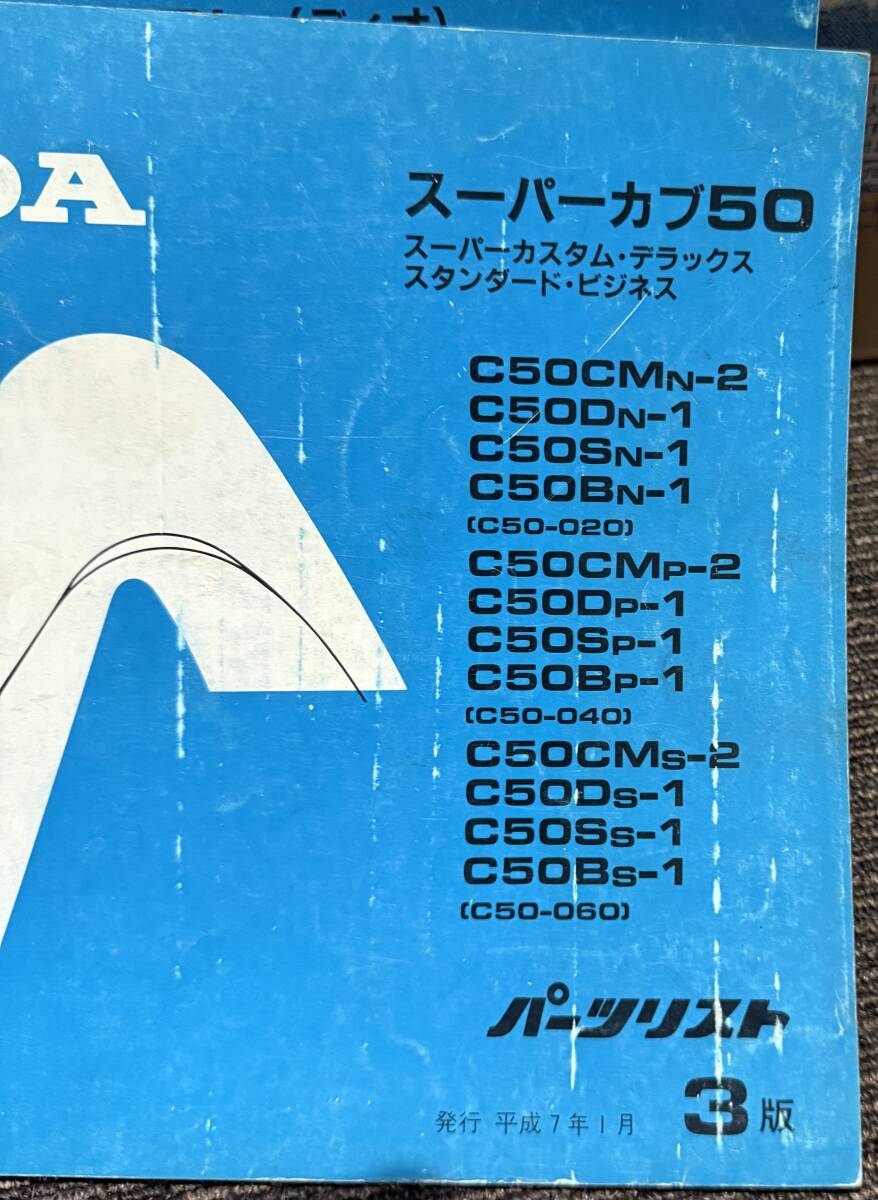 (ディオ)
DA
スーパーカブ50
スーパーカスタム・デラックス
スタンダード・ビジネス
C50CMN-2
C50DN-1
C50SN-1
C50BN-1
(C50-020)
C50CMP-2
C50DP-1
C50SP-1
C50BP-1
(C50-040)
C50CMS-2
C50DS-1
C50SS-1
C50BS-1
(C50-060)
パーツリスト
発行 平成7年1月 3版